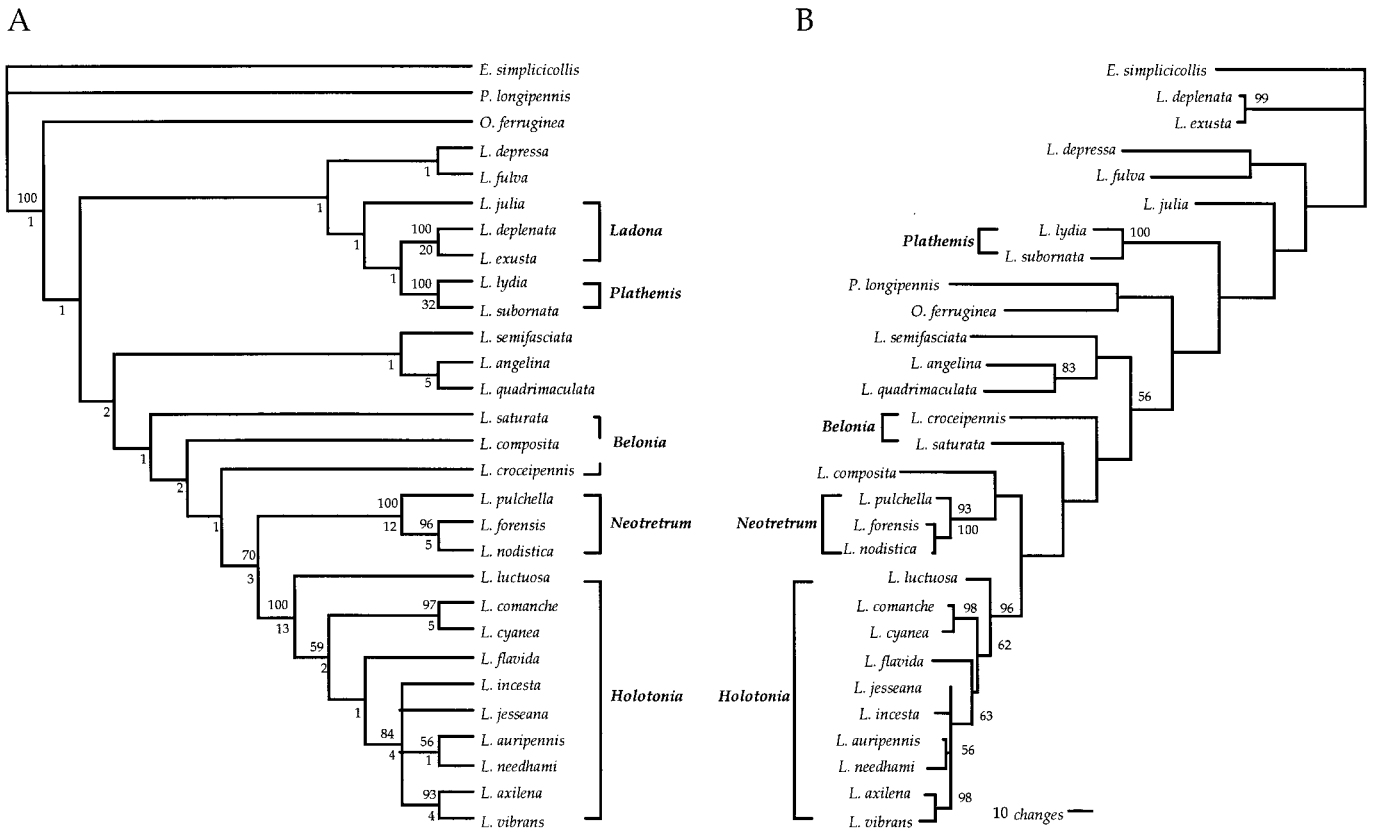 A
B
E. simplicicollis
P. longipennis
O. ferruginea
L. depressa
L. fulva
L. julia
L. deplenata
L. exusta
L. lydia
L. subornata
L. semifasciata
L. angelina
L. quadrimaculata
L. saturata
L. composita
L. croceipennis
L. pulchella
L. forensis
L. nodistica
L. luctuosa
L. comanche
L. cyanea
L. flavida
L. incesta
L. jesseana
L. auripennis
L. needhami
L. axilena
L. vibrans
Ladona
Plathemis
Belonia
Neotretrum
Holotonia
100
1
1
1
1
1
100
20
1
100
32
1
5
2
1
2
1
100
12
96
5
70
3
100
13
97
5
59
2
1
84
4
56
1
93
4
E. simplicicollis
L. deplenata
99
L. exusta
L. depressa
L. fulva
L. julia
Plathemis
L. lydia
100
L. subornata
P. longipennis
O. ferruginea
L. semifasciata
L. angelina
83
L. quadrimaculata
56
Belonia
L. croceipennis
L. saturata
L. composita
Neotretrum
L. pulchella
93
L. forensis
100
L. nodistica
L. luctuosa
L. comanche
98
96
L. cyanea
62
L. flavida
L. jesseana
Holotonia
L. incesta
63
L. auripennis
56
L. needhami
L. axilena
98
L. vibrans
10 changes